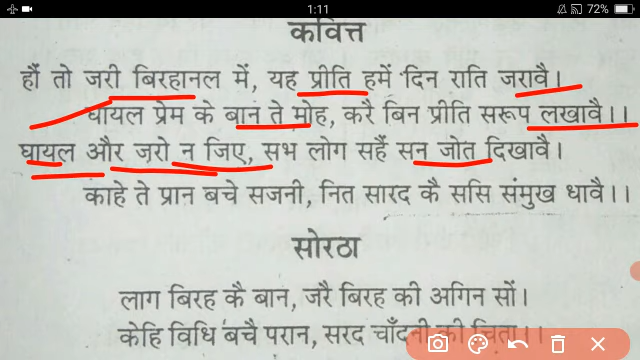 1:11
72%
कवित्त
हौं तो जरी बिरहानल में, यह प्रीति हमें दिन राति जरावै।
घायल प्रेम के बान ते मोह, करै बिन प्रीति सरूप लखावै।।
घायल और जरो न जिए, सभ लोग सहैं सन जोत दिखावै।
काहे ते प्रान बचे सजनी, नित सारद कै ससि संमुख धावै।।
सोरठा
लाग बिरह कै बान, जरै बिरह की अगिन सों।
केहि विधि बचै परान, सरद चाँदनी की चिता।।